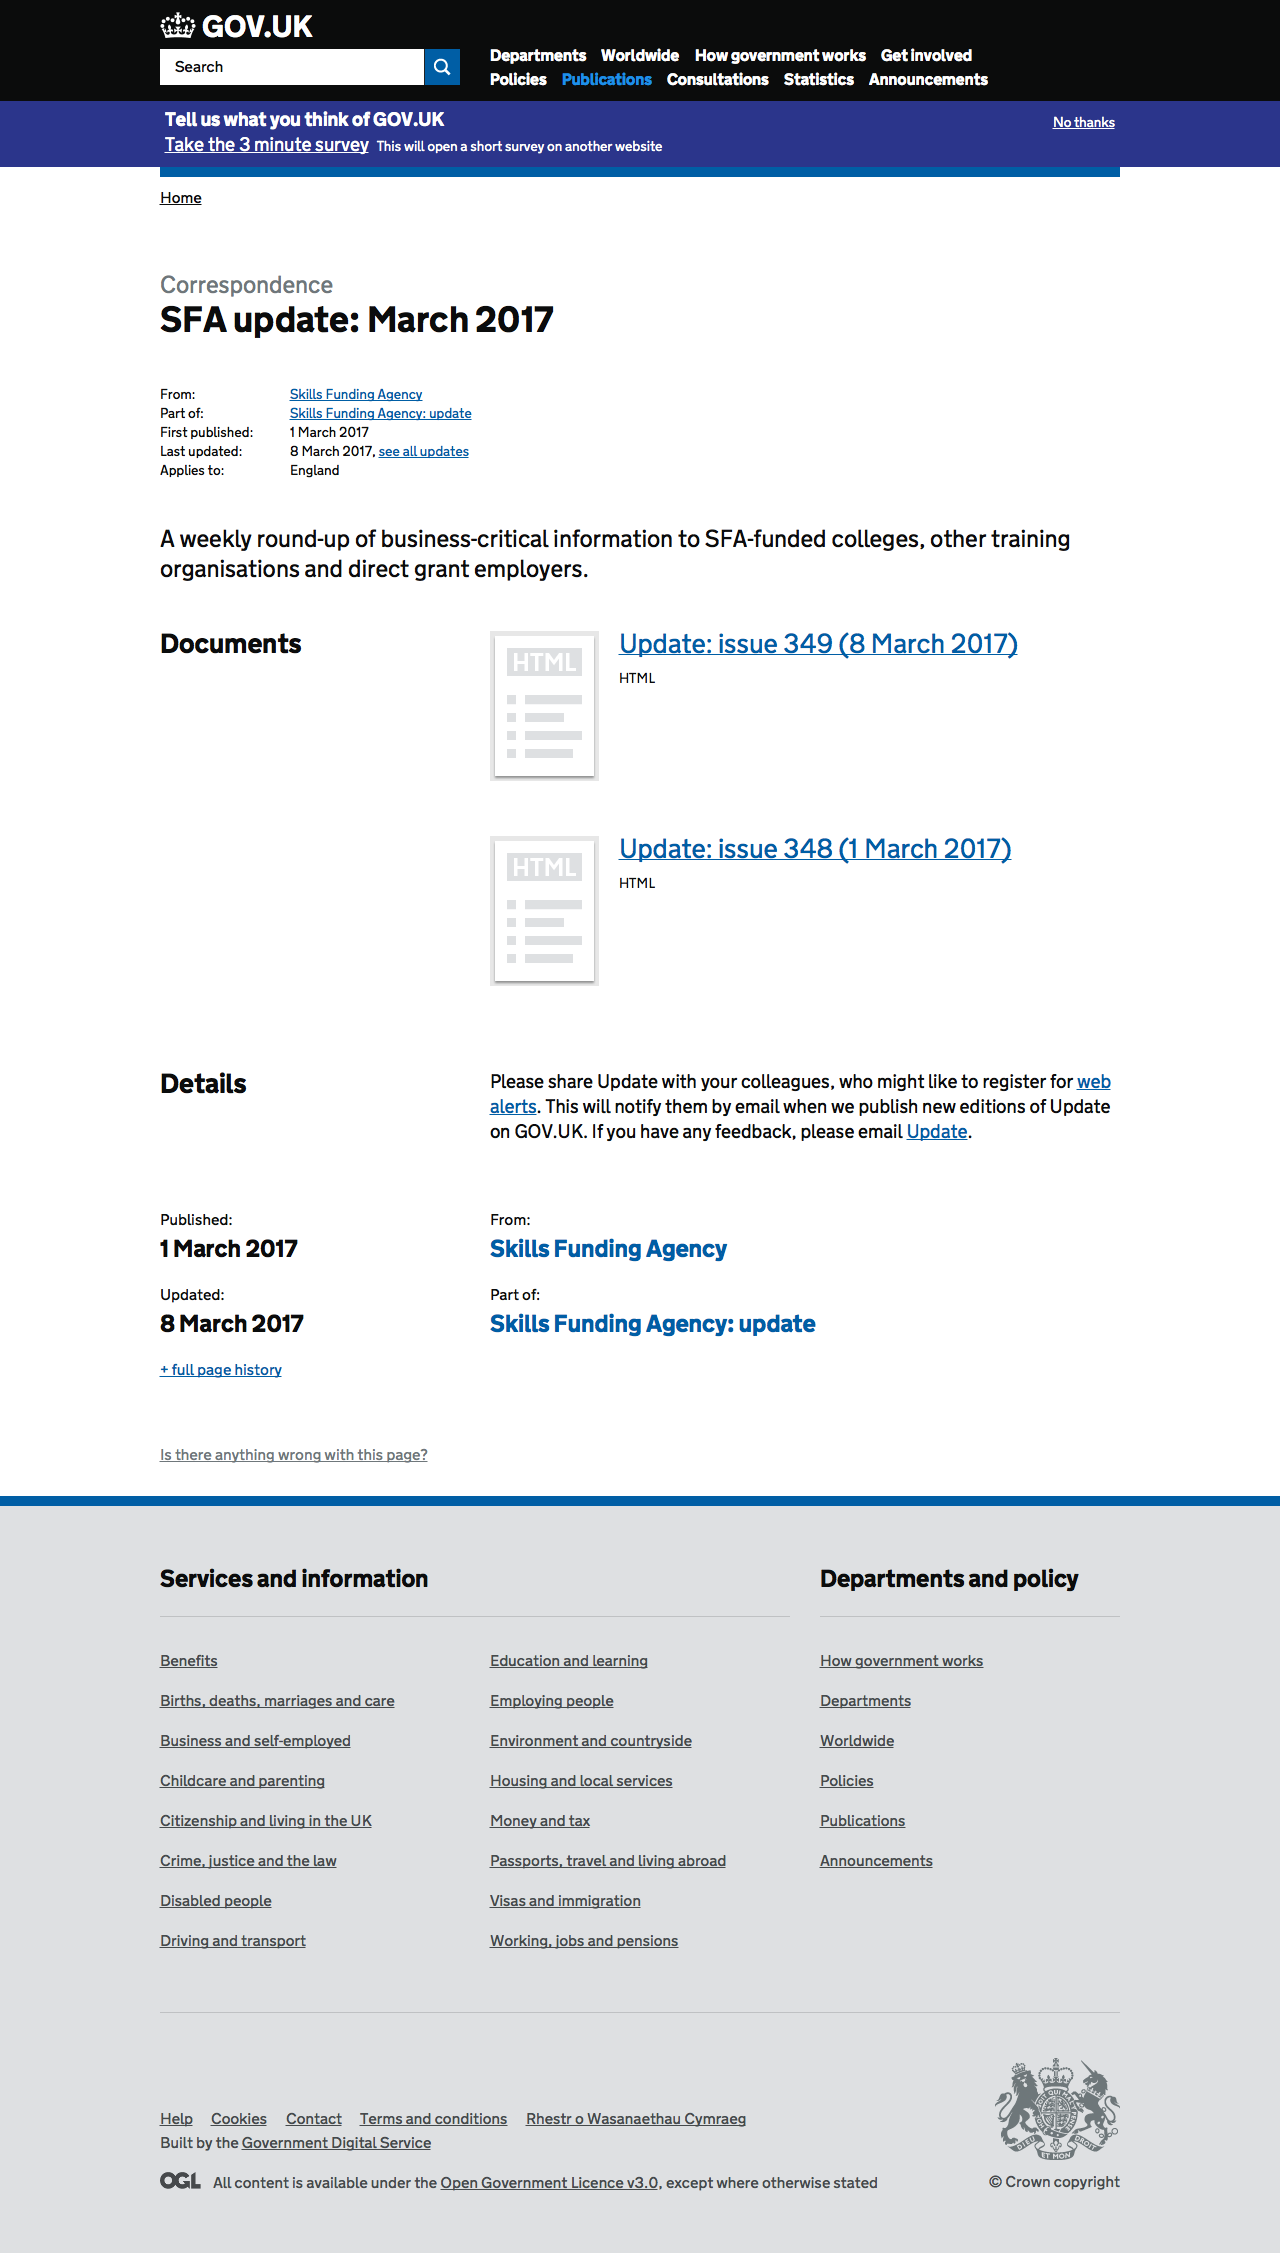 GOV.UK
Search
Departments Worldwide How government works Get involved
Policies Publications Consultations Statistics Announcements
Tell us what you think of GOV.UK
No thanks
Take the 3 minute survey This will open a short survey on another website
Home
Correspondence
SFA update: March 2017
From: Skills Funding Agency
Part of: Skills Funding Agency: update
First published: 1 March 2017
Last updated: 8 March 2017, see all updates
Applies to: England
A weekly round-up of business-critical information to SFA-funded colleges, other training
organisations and direct grant employers.
Documents
HTML
Update: issue 349 (8 March 2017)
HTML
HTML
Update: issue 348 (1 March 2017)
HTML
Details
Please share Update with your colleagues, who might like to register for web
alerts. This will notify them by email when we publish new editions of Update
on GOV.UK. If you have any feedback, please email Update.
Published:
1 March 2017
From:
Skills Funding Agency
Updated:
8 March 2017
Part of:
Skills Funding Agency: update
+ full page history
Is there anything wrong with this page?
Services and information
Benefits
Births, deaths, marriages and care
Business and self-employed
Childcare and parenting
Citizenship and living in the UK
Crime, justice and the law
Disabled people
Driving and transport
Education and learning
Employing people
Environment and countryside
Housing and local services
Money and tax
Passports, travel and living abroad
Visas and immigration
Working, jobs and pensions
Departments and policy
How government works
Departments
Worldwide
Policies
Publications
Announcements
Help Cookies Contact Terms and conditions Rhestr o Wasanaethau Cymraeg
Built by the Government Digital Service
OGL All content is available under the Open Government Licence v3.0, except where otherwise stated
DIEU ET MON DROIT
© Crown copyright